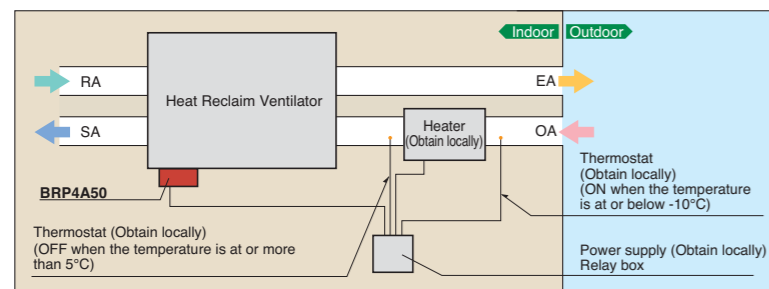 Indoor Outdoor
RA
EA
Heat Reclaim Ventilator
SA
Heater
(Obtain locally)
OA
BRP4A50
Thermostat
(Obtain locally)
(ON when the temperature
is at or below -10°C)
Thermostat (Obtain locally)
(OFF when the temperature is at or more
than 5°C)
Power supply (Obtain locally)
Relay box